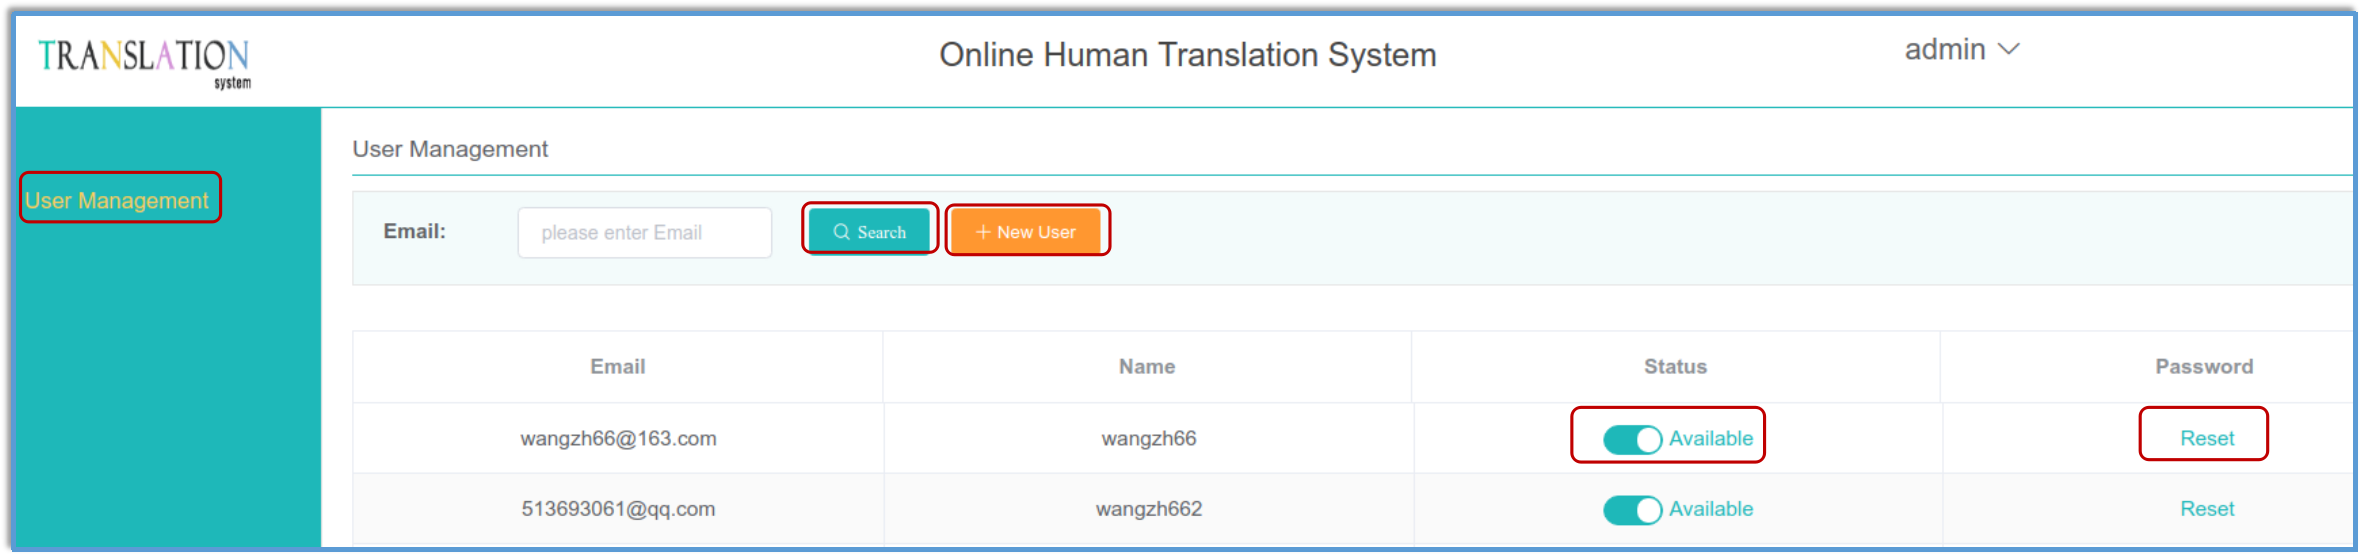 TRANSLATION
system
Online Human Translation System
admin
User Management
User Management
Email: please enter Email Search + New User
Email Name Status Password
wangzh66@163.com wangzh66 Available Reset
513693061@qq.com wangzh662 Available Reset